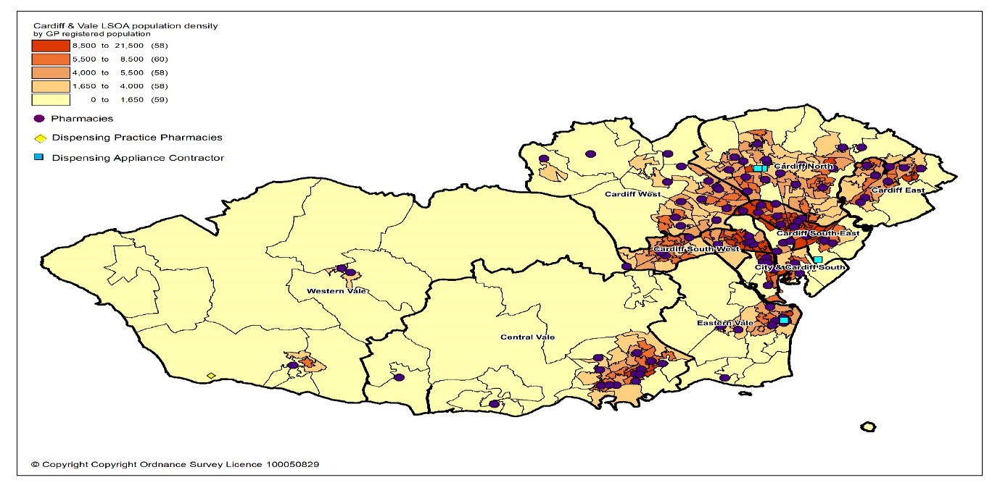 Cardiff & Vale LSOA population density
by GP registered population
8,500 to 21,500 (58)
5,500 to 8,500 (60)
4,000 to 5,500 (58)
1,650 to 4,000 (58)
0 to 1,650 (59)
Pharmacies
Dispensing Practice Pharmacies
Dispensing Appliance Contractor
Cardiff North
Cardiff East
Cardiff West
Cardiff South East
Cardiff South West
City & Cardiff South
Western Vale
Eastern Vale
Central Vale
© Copyright Copyright Ordnance Survey Licence 100050829